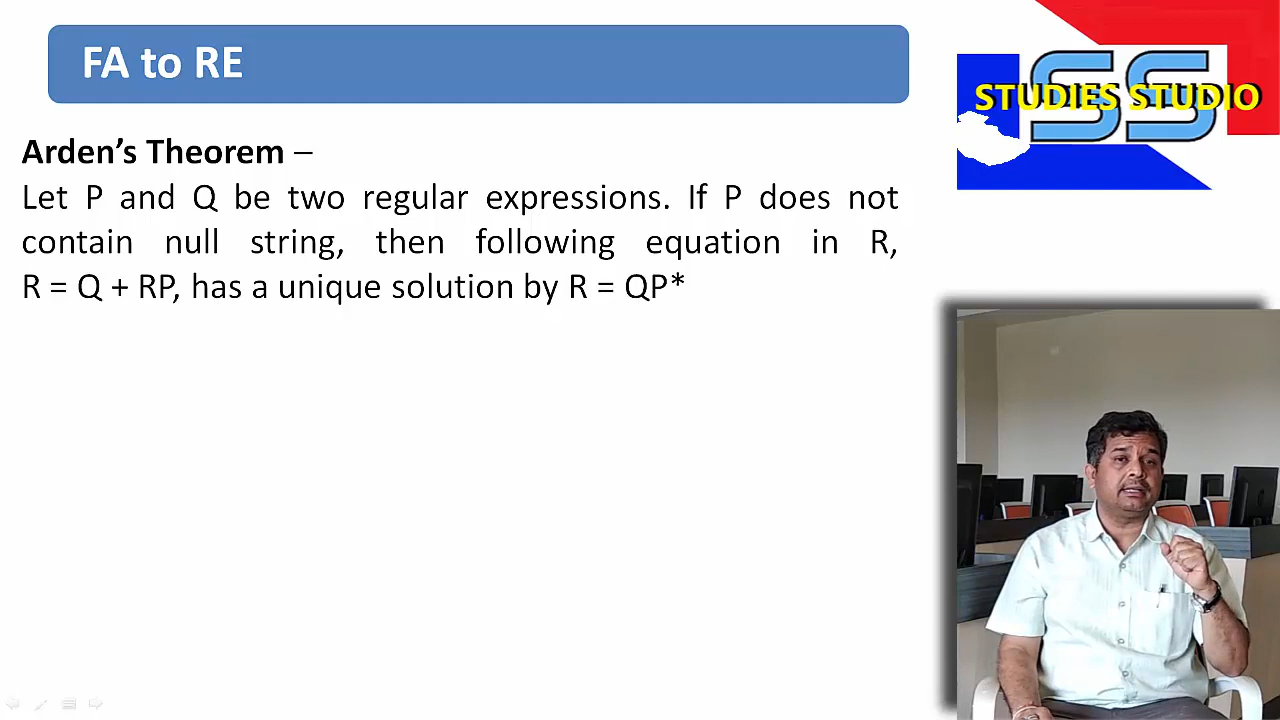 FA to RE
SS
STUDIES STUDIO
Arden’s Theorem –
Let P and Q be two regular expressions. If P does not
contain null string, then following equation in R,
R = Q + RP, has a unique solution by R = QP*